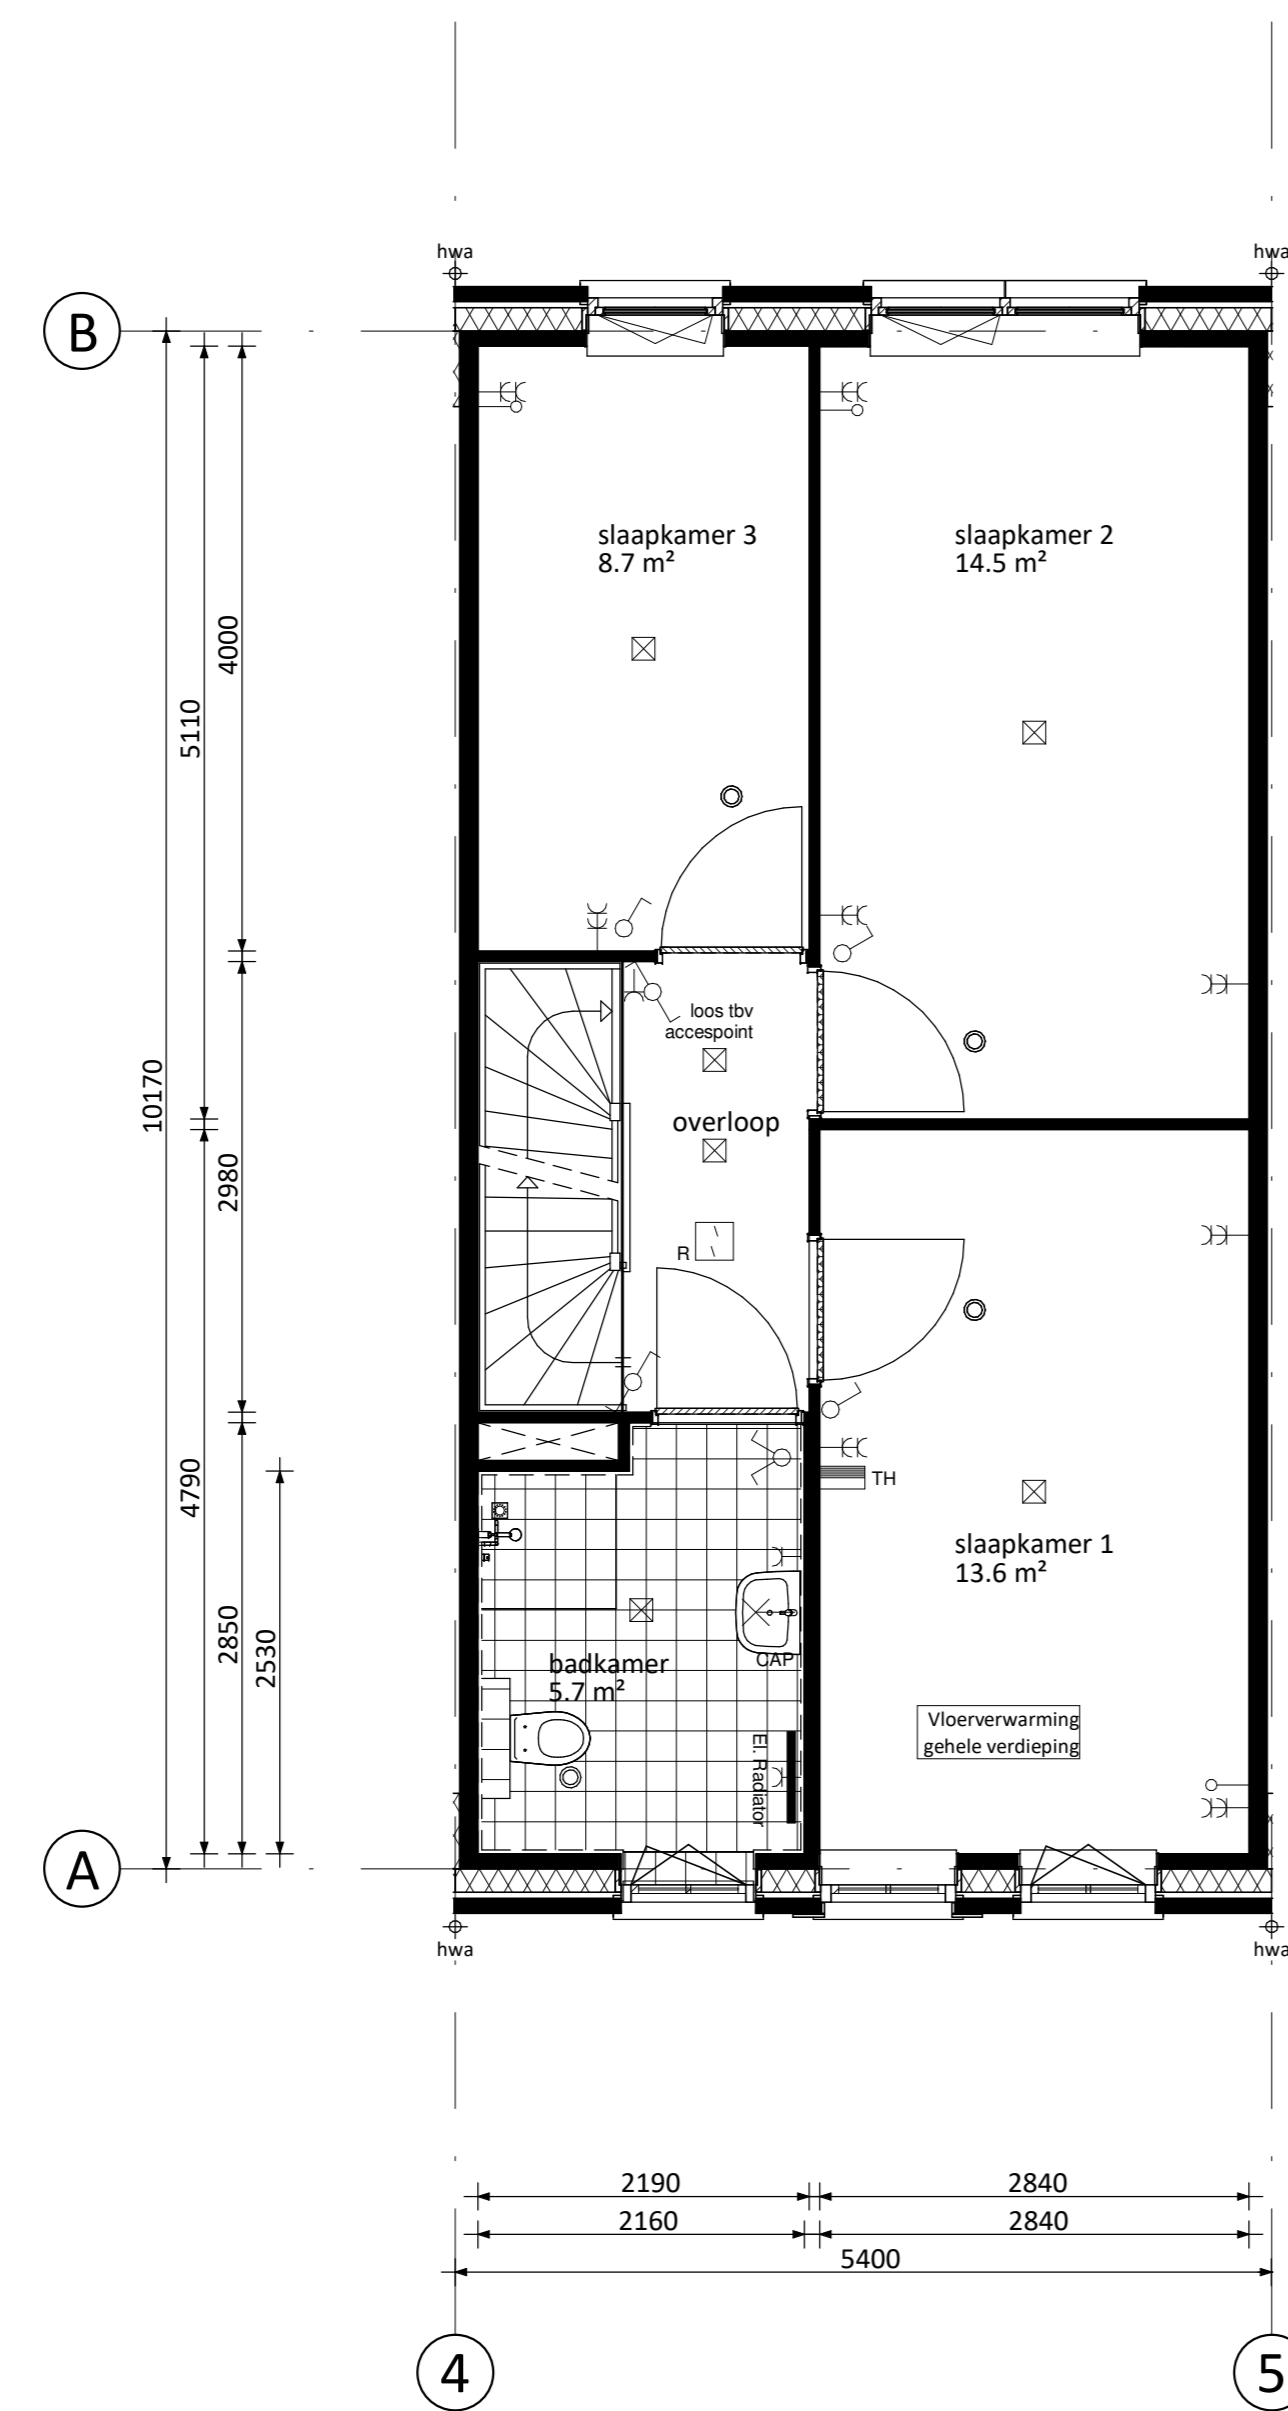 hwa
hwa
B
slaapkamer 3
8.7 m²
slaapkamer 2
14.5 m²
4000
5110
loos tbv
accespoint
10170
overloop
2980
R
TH
4790
slaapkamer 1
13.6 m²
2850
2530
badkamer
5.7 m²
CAP
Vloerverwarming
gehele verdieping
El. Radiator
A
hwa
hwa
2190
2840
2160
2840
5400
4
5